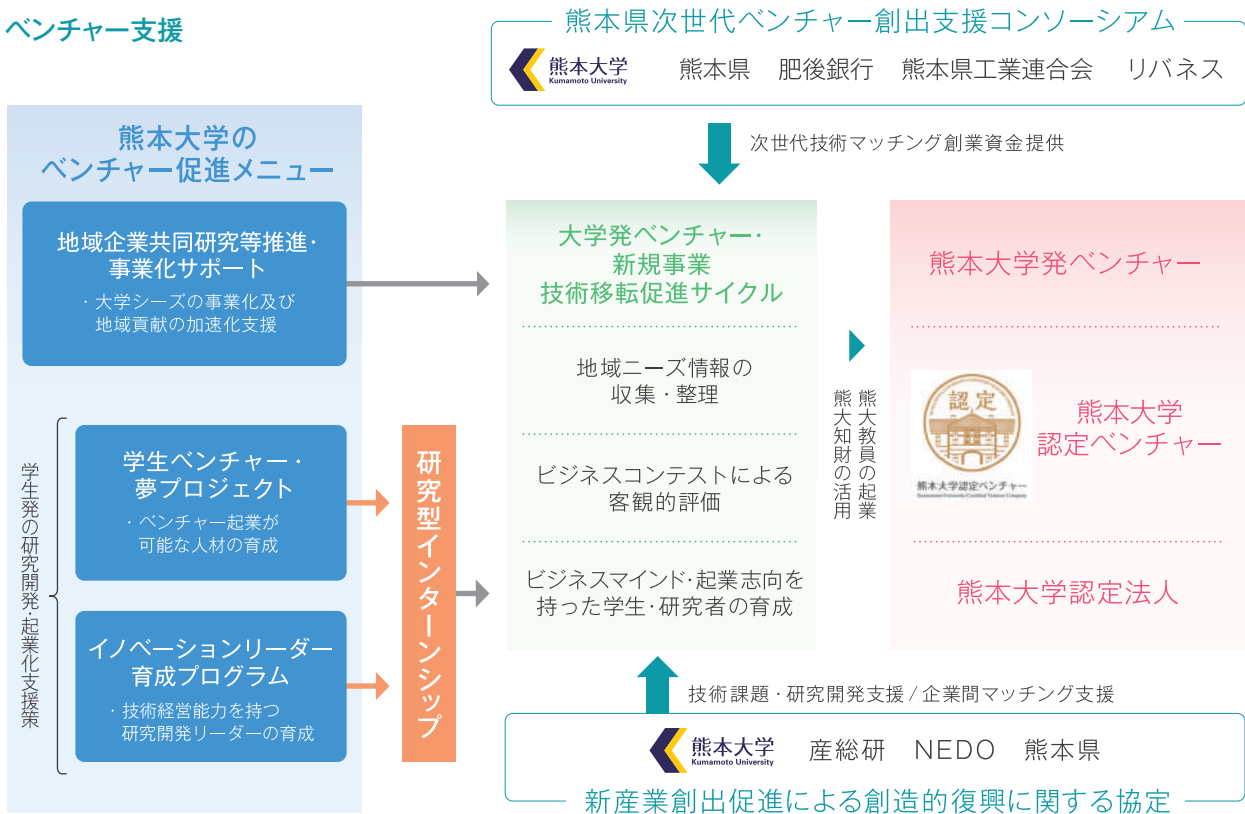 ベンチャー支援
熊本県次世代ベンチャー創出支援コンソーシアム
熊本大学
Kumamoto University
熊本県 肥後銀行 熊本県工業連合会 リバネス
次世代技術マッチング創業資金提供
熊本大学の
ベンチャー促進メニュー
地域企業共同研究等推進・
事業化サポート
・大学シーズの事業化及び
地域貢献の加速化支援
学生発の研究開発・起業化支援策
学生ベンチャー・
夢プロジェクト
・ベンチャー起業が
可能な人材の育成
イノベーションリーダー
育成プログラム
・技術経営能力を持つ
研究開発リーダーの育成
研究型インターンシップ
大学発ベンチャー・
新規事業
技術移転促進サイクル
地域ニーズ情報の
収集・整理
ビジネスコンテストによる
客観的評価
ビジネスマインド・起業志向を
持った学生・研究者の育成
熊大教員の起業
熊大知財の活用
熊本大学発ベンチャー
認定
熊本大学認定ベンチャー
熊本大学
認定ベンチャー
熊本大学認定法人
技術課題・研究開発支援/企業間マッチング支援
熊本大学
Kumamoto University
産総研 NEDO 熊本県
新産業創出促進による創造的復興に関する協定